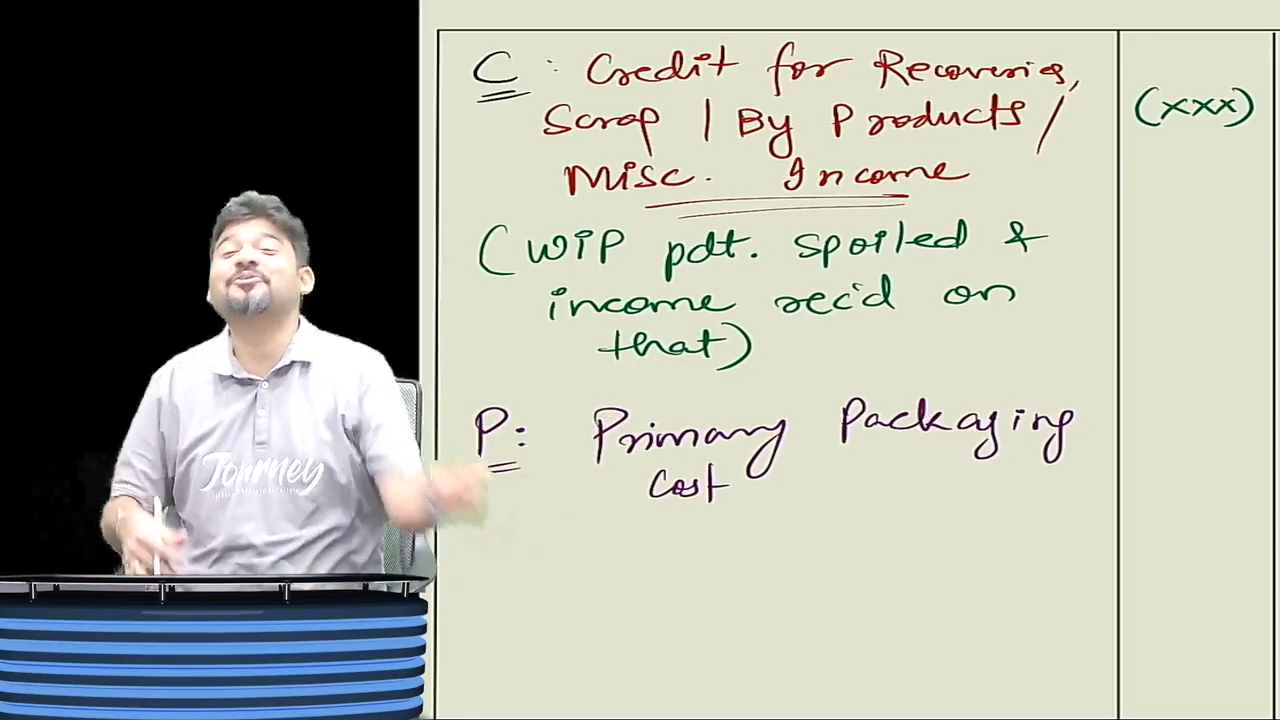 C : Credit for Recoveries,
Scrap / By Products /
Misc. Income
(xxx)
(WIP pdt. spoiled &
income rec'd on
that)
P: Primary Packaging
Cost
Journey